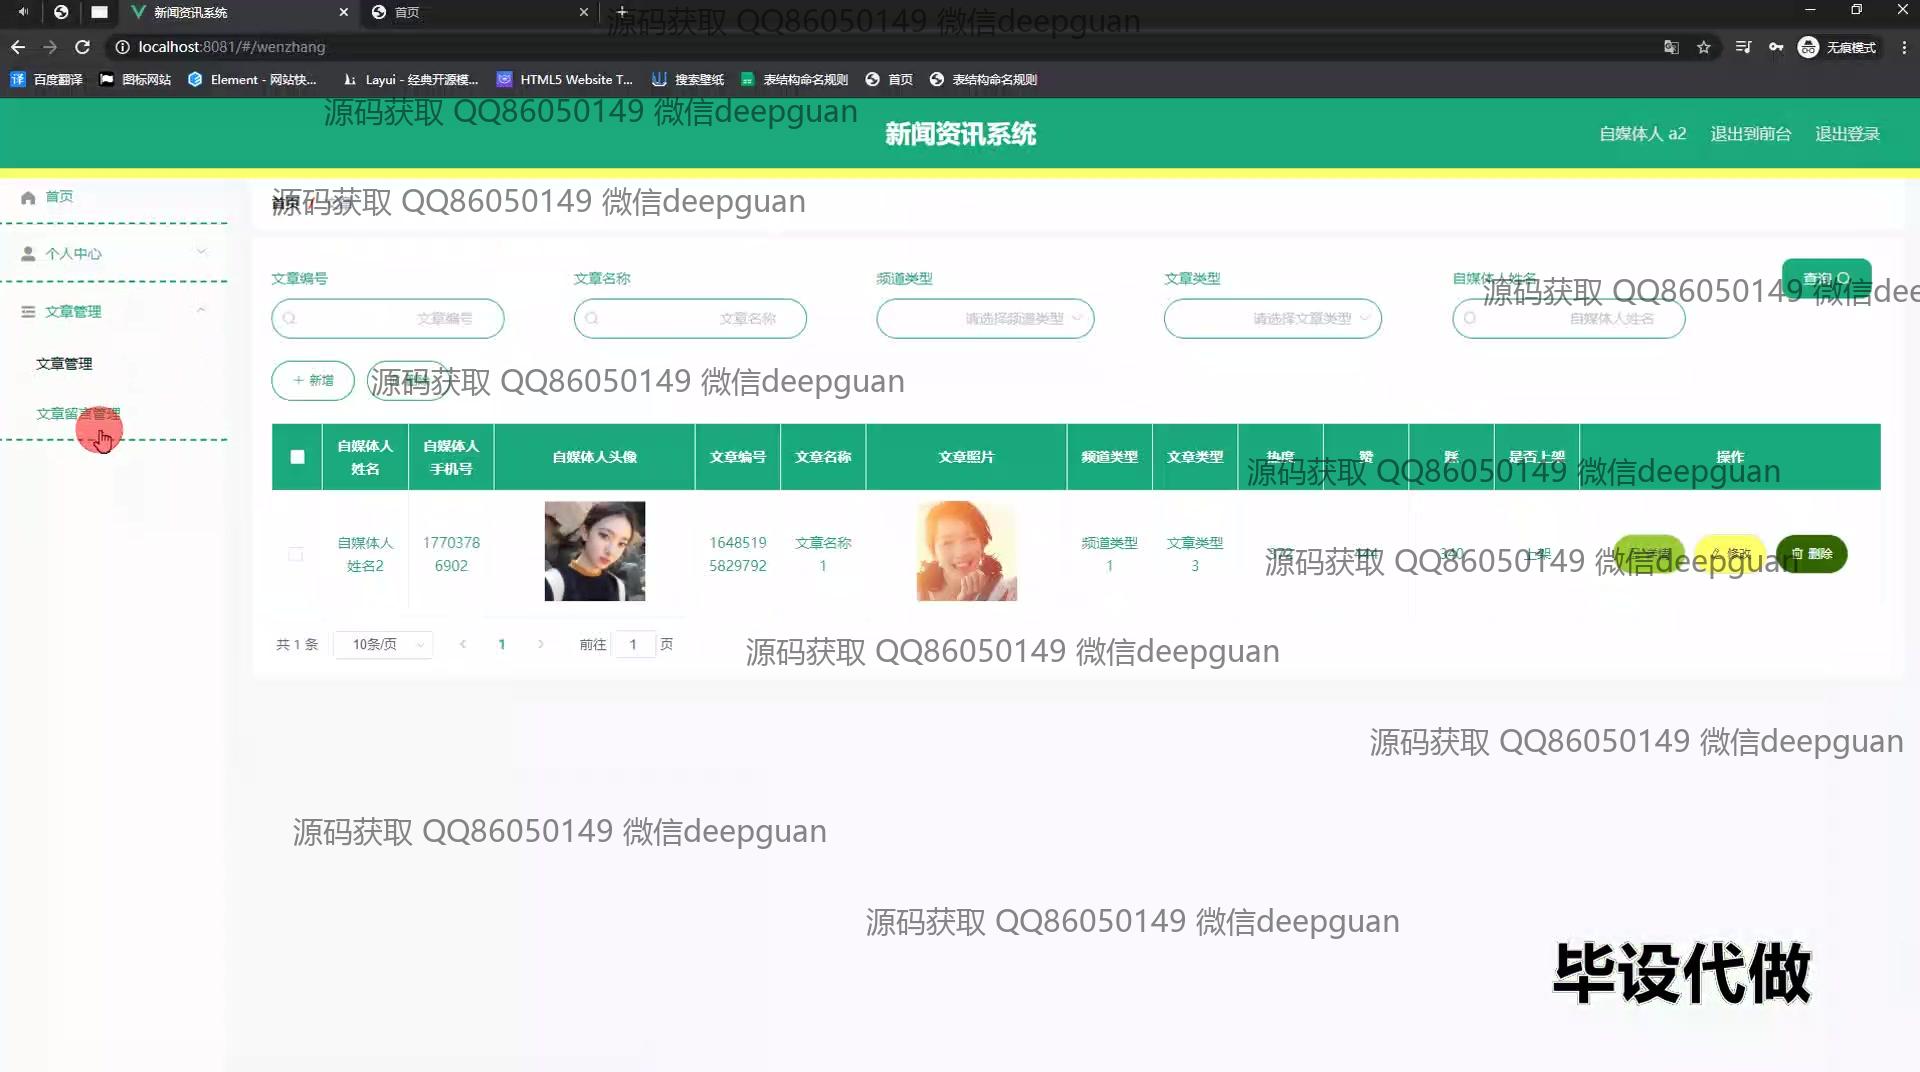 新闻资讯系统
首页
localhost:8081/#/wenzhang
无痕模式
百度翻译
图标网站
Element - 网站快...
Layui - 经典开源模...
HTML5 Website T...
搜索壁纸
表结构命名规则
首页
表结构命名规则
源码获取 QQ86050149 微信deepguan
源码获取 QQ86050149 微信deepguan
新闻资讯系统
自媒体人 a2
退出到前台
退出登录
首页
个人中心
文章管理
文章管理
文章留言管理
首页
源码获取 QQ86050149 微信deepguan
文章编号
文章名称
频道类型
文章类型
自媒体人姓名
查询
文章编号
文章名称
请选择频道类型
请选择文章类型
自媒体人姓名
源码获取 QQ86050149 微信dee
+ 新增
源码获取 QQ86050149 微信deepguan
自媒体人
姓名
自媒体人
手机号
自媒体人头像
文章编号
文章名称
文章照片
频道类型
文章类型
热度
赞
踩
是否上架
操作
源码获取 QQ86050149 微信deepguan
自媒体人
姓名2
1770378
6902
1648519
5829792
文章名称
1
频道类型
1
文章类型
3
340
上架
修改
删除
源码获取 QQ86050149 微信deepguan
共 1 条
10条/页
1
前往
1
页
源码获取 QQ86050149 微信deepguan
源码获取 QQ86050149 微信deepguan
源码获取 QQ86050149 微信deepguan
源码获取 QQ86050149 微信deepguan
毕设代做